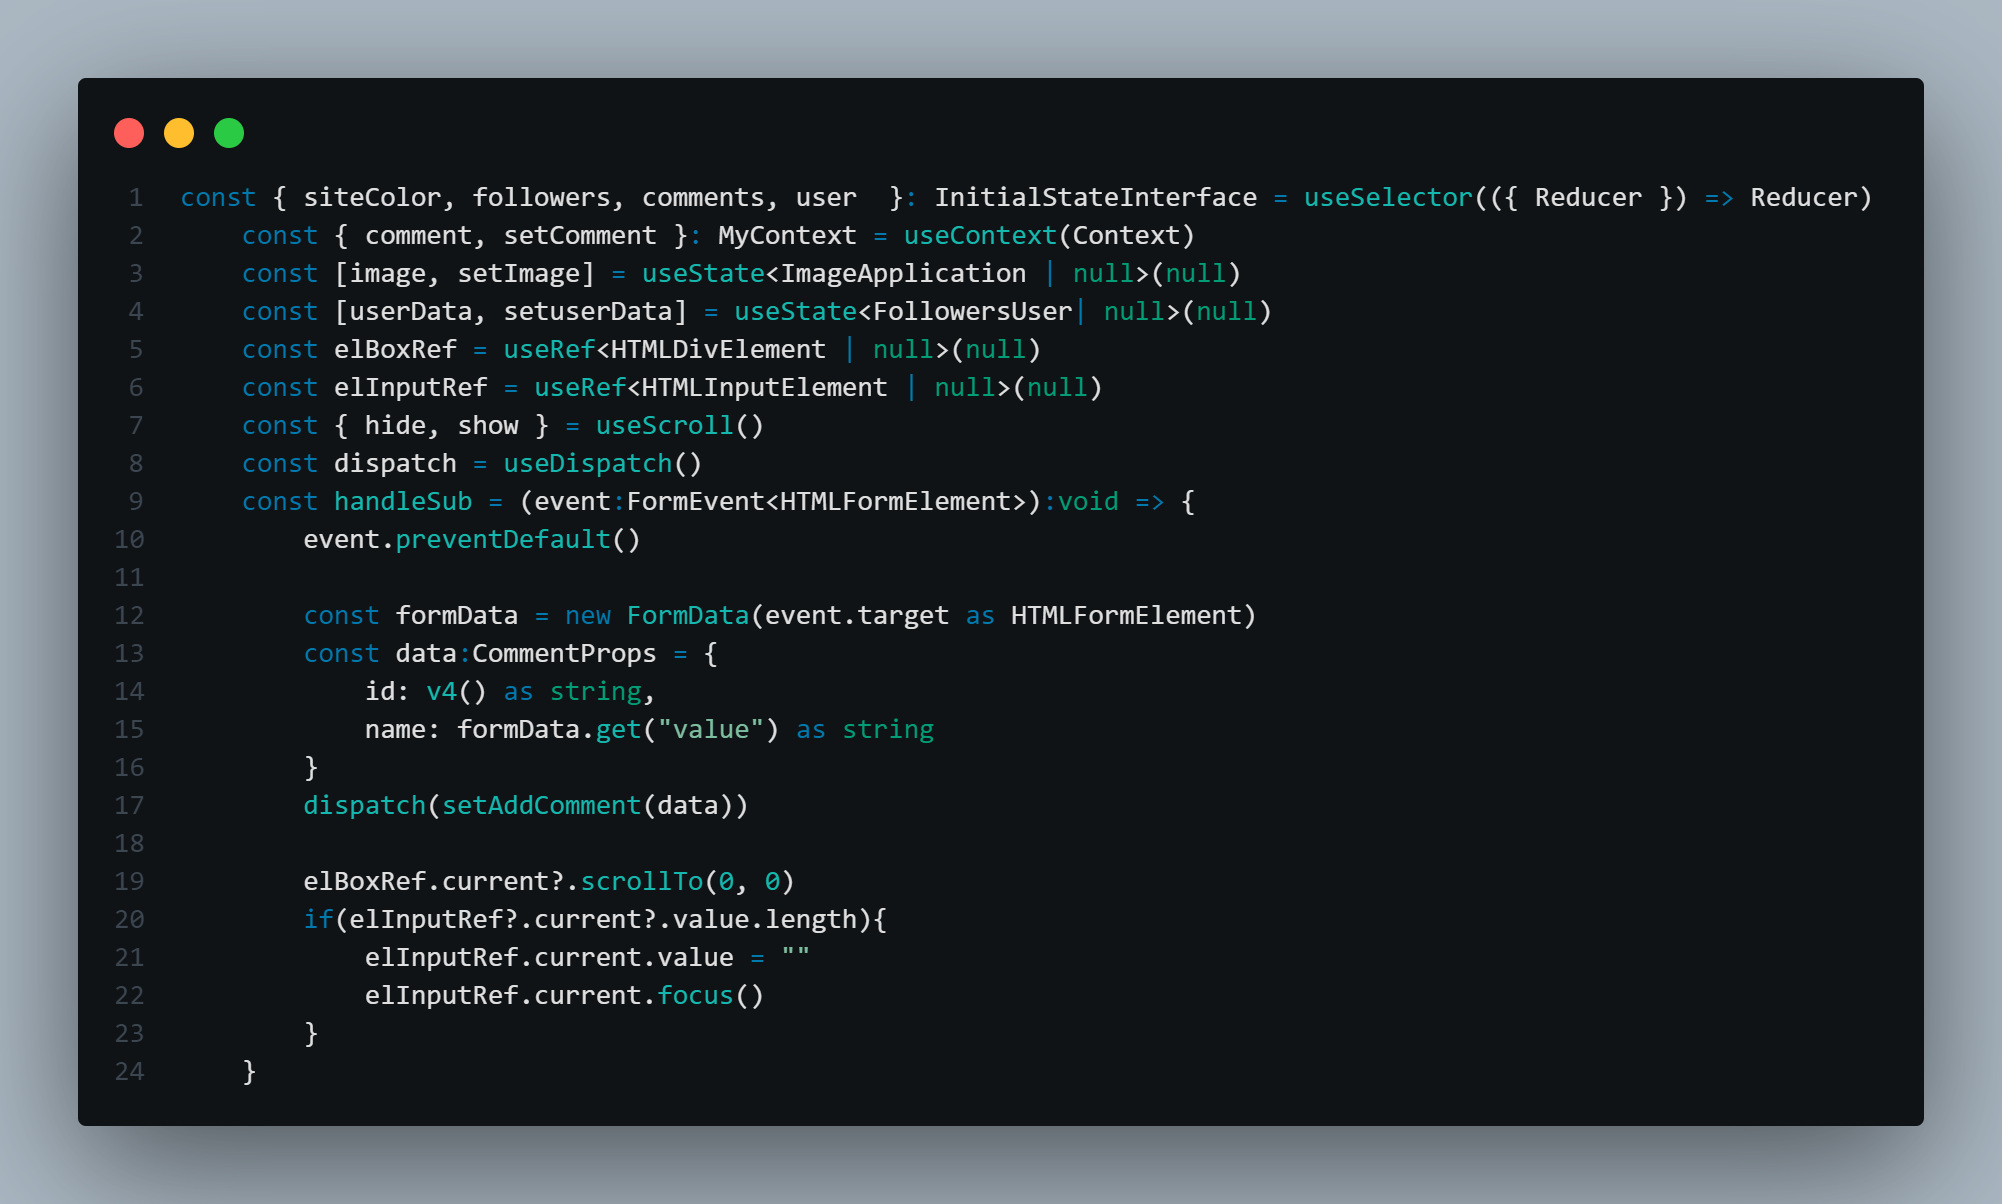 1 const { siteColor, followers, comments, user  }: InitialStateInterface = useSelector(({ Reducer }) => Reducer)
2     const { comment, setComment }: MyContext = useContext(Context)
3     const [image, setImage] = useState<ImageApplication | null>(null)
4     const [userData, setuserData] = useState<FollowersUser| null>(null)
5     const elBoxRef = useRef<HTMLDivElement | null>(null)
6     const elInputRef = useRef<HTMLInputElement | null>(null)
7     const { hide, show } = useScroll()
8     const dispatch = useDispatch()
9     const handleSub = (event:FormEvent<HTMLFormElement>):void => {
10         event.preventDefault()
11
12         const formData = new FormData(event.target as HTMLFormElement)
13         const data:CommentProps = {
14             id: v4() as string,
15             name: formData.get("value") as string
16         }
17         dispatch(setAddComment(data))
18
19         elBoxRef.current?.scrollTo(0, 0)
20         if(elInputRef?.current?.value.length){
21             elInputRef.current.value = ""
22             elInputRef.current.focus()
23         }
24     }